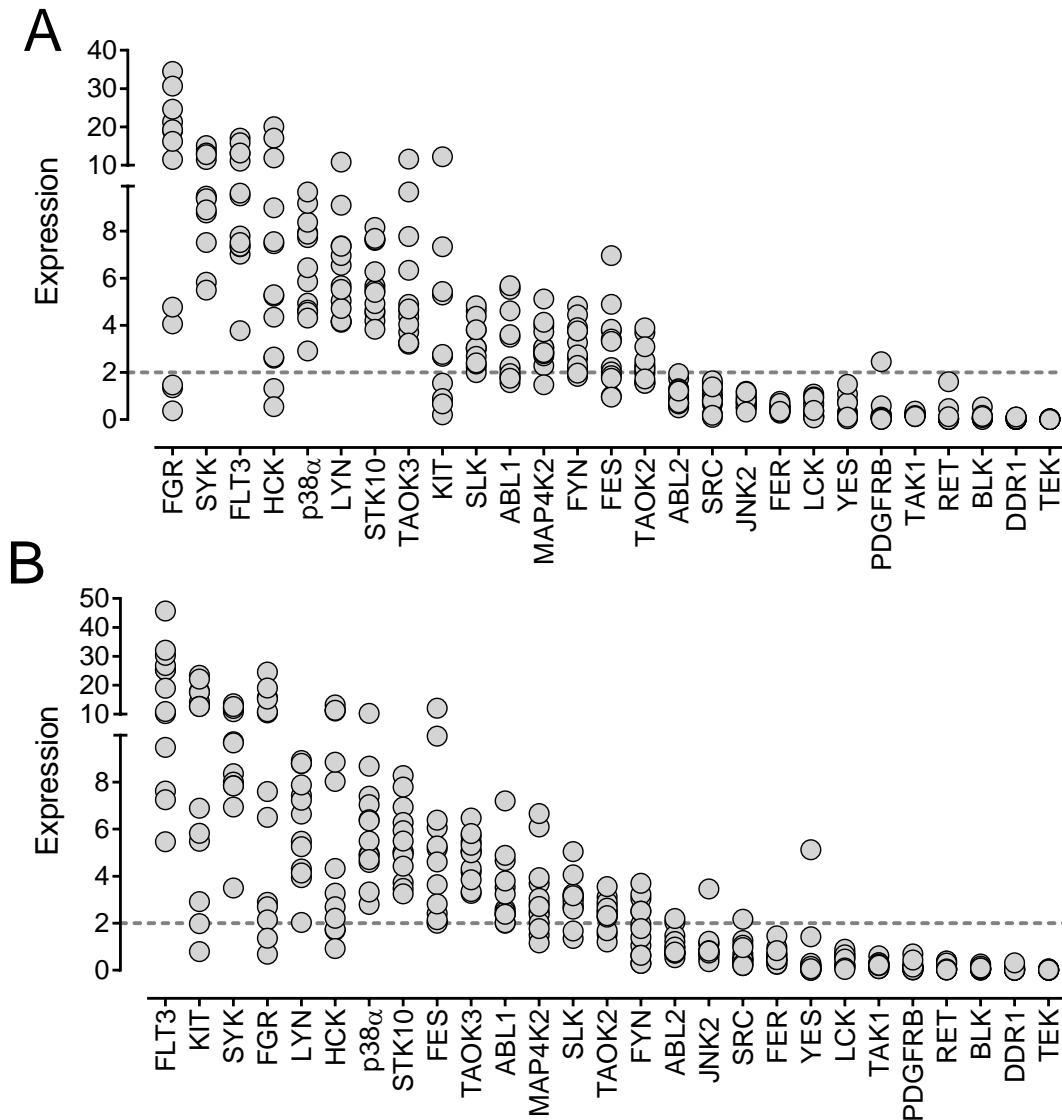 A
40
30
20
10
8
6
4
2
0
Expression
FGR
SYK
FLT3
HCK
p38α
LYN
STK10
TAOK3
KIT
SLK
ABL1
MAP4K2
FYN
FES
TAOK2
ABL2
SRC
JNK2
FER
LCK
YES
PDGFRB
TAK1
RET
BLK
DDR1
TEK
B
50
40
30
20
10
8
6
4
2
0
Expression
FLT3
KIT
SYK
FGR
LYN
HCK
p38α
STK10
FES
TAOK3
ABL1
MAP4K2
SLK
TAOK2
FYN
ABL2
JNK2
SRC
FER
YES
LCK
TAK1
PDGFRB
RET
BLK
DDR1
TEK